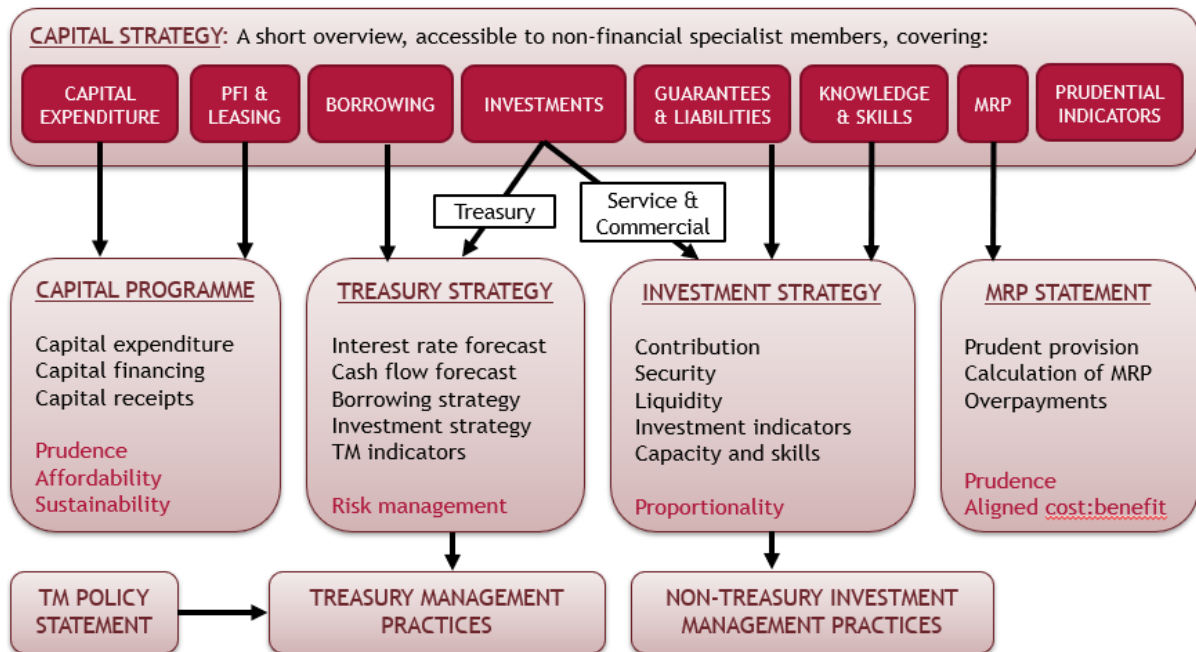 CAPITAL STRATEGY: A short overview, accessible to non-financial specialist members, covering:
CAPITAL
EXPENDITURE
PFI &
LEASING
BORROWING
INVESTMENTS
GUARANTEES
& LIABILITIES
KNOWLEDGE
& SKILLS
MRP
PRUDENTIAL
INDICATORS
Treasury
Service &
Commercial
CAPITAL PROGRAMME
Capital expenditure
Capital financing
Capital receipts
Prudence
Affordability
Sustainability
TREASURY STRATEGY
Interest rate forecast
Cash flow forecast
Borrowing strategy
Investment strategy
TM indicators
Risk management
INVESTMENT STRATEGY
Contribution
Security
Liquidity
Investment indicators
Capacity and skills
Proportionality
MRP STATEMENT
Prudent provision
Calculation of MRP
Overpayments
Prudence
Aligned cost:benefit
TM POLICY
STATEMENT
TREASURY MANAGEMENT
PRACTICES
NON-TREASURY INVESTMENT
MANAGEMENT PRACTICES